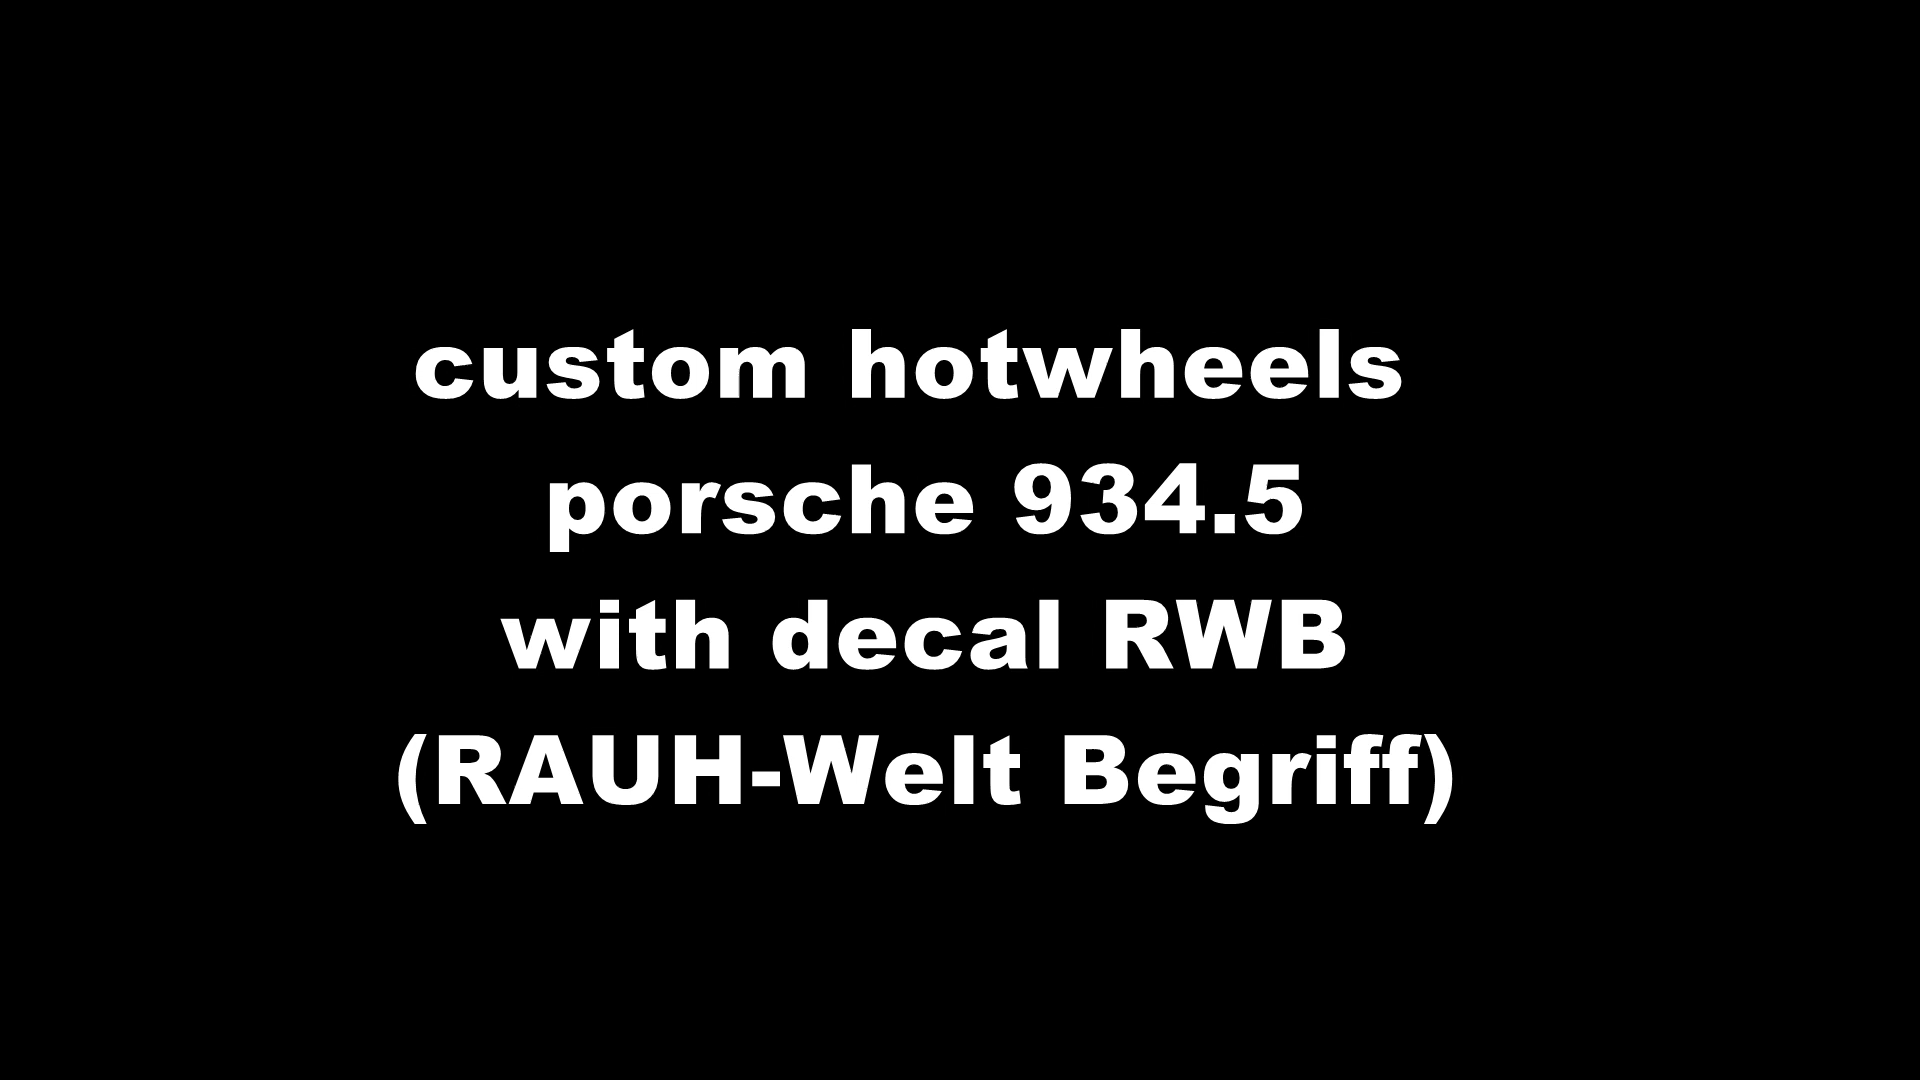 custom hotwheels
porsche 934.5
with decal RWB
(RAUH-Welt Begriff)